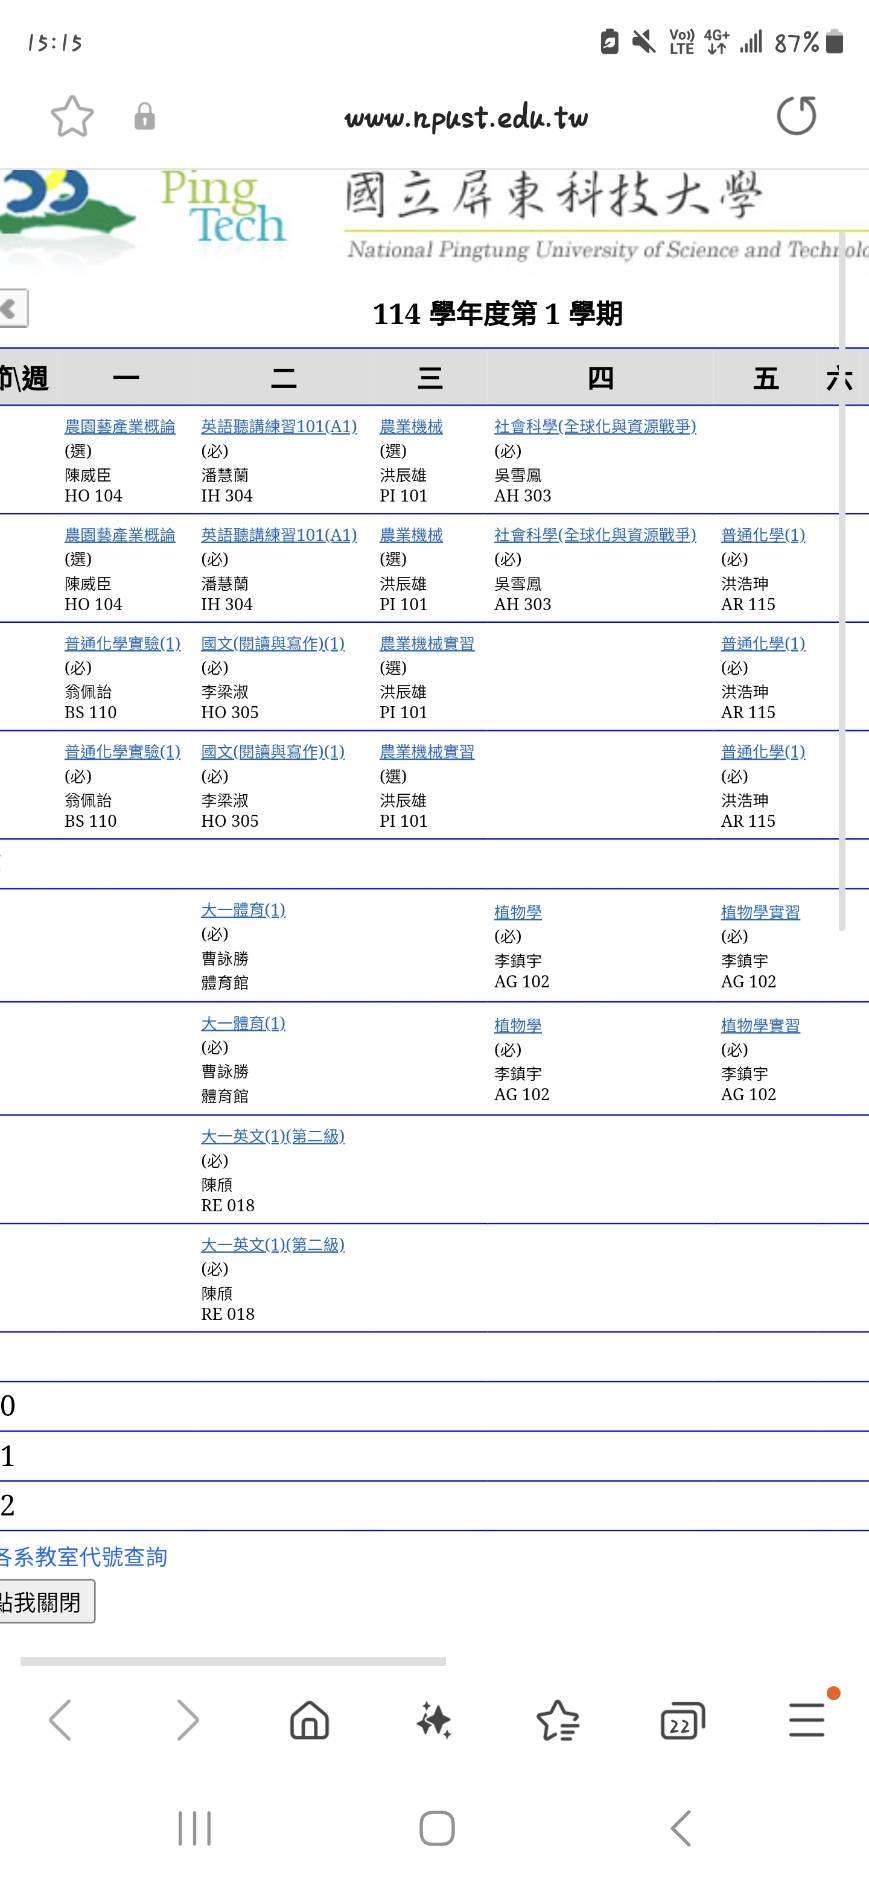 15:15
Vo)) LTE 4G+ 87%
www.npust.edu.tw
Ping Tech
國立屏東科技大學
National Pingtung University of Science and Technolo
114 學年度第 1 學期
節\週 一 二 三 四 五 六
農園藝產業概論 英語聽講練習101(A1) 農業機械 社會科學(全球化與資源戰爭)
(選) (必) (選) (必)
陳威臣 潘慧蘭 洪辰雄 吳雪鳳
HO 104 IH 304 PI 101 AH 303
農園藝產業概論 英語聽講練習101(A1) 農業機械 社會科學(全球化與資源戰爭) 普通化學(1)
(選) (必) (選) (必) (必)
陳威臣 潘慧蘭 洪辰雄 吳雪鳳 洪浩珅
HO 104 IH 304 PI 101 AH 303 AR 115
普通化學實驗(1) 國文(閱讀與寫作)(1) 農業機械實習 普通化學(1)
(必) (必) (選) (必)
翁佩詒 李梁淑 洪辰雄 洪浩珅
BS 110 HO 305 PI 101 AR 115
普通化學實驗(1) 國文(閱讀與寫作)(1) 農業機械實習 普通化學(1)
(必) (必) (選) (必)
翁佩詒 李梁淑 洪辰雄 洪浩珅
BS 110 HO 305 PI 101 AR 115
大一體育(1) 植物學 植物學實習
(必) (必) (必)
曹詠勝 李鎮宇 李鎮宇
體育館 AG 102 AG 102
大一體育(1) 植物學 植物學實習
(必) (必) (必)
曹詠勝 李鎮宇 李鎮宇
體育館 AG 102 AG 102
大一英文(1)(第二級)
(必)
陳頎
RE 018
大一英文(1)(第二級)
(必)
陳頎
RE 018
0
1
2
各系教室代號查詢
點我關閉
22